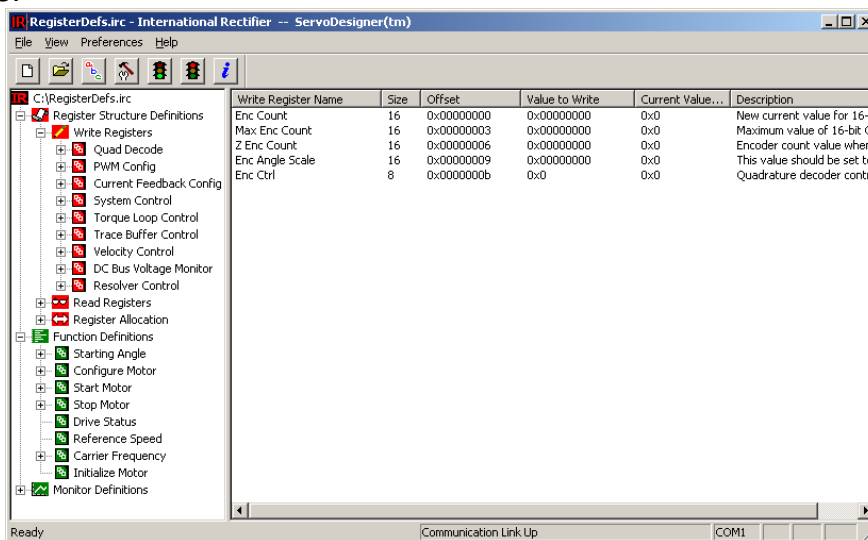 IR RegisterDefs.irc - International Rectifier -- ServoDesigner(tm)
File View Preferences Help
IR C:\RegisterDefs.irc
Register Structure Definitions
Write Registers
Quad Decode
PWM Config
Current Feedback Config
System Control
Torque Loop Control
Trace Buffer Control
Velocity Control
DC Bus Voltage Monitor
Resolver Control
Read Registers
Register Allocation
Function Definitions
Starting Angle
Configure Motor
Start Motor
Stop Motor
Drive Status
Reference Speed
Carrier Frequency
Initialize Motor
Monitor Definitions
Write Register Name Size Offset Value to Write Current Value... Description
Enc Count 16 0x00000000 0x00000000 0x0 New current value for 16-
Max Enc Count 16 0x00000003 0x00000000 0x0 Maximum value of 16-bit
Z Enc Count 16 0x00000006 0x00000000 0x0 Encoder count value when
Enc Angle Scale 16 0x00000009 0x00000000 0x0 This value should be set t
Enc Ctrl 8 0x0000000b 0x0 0x0 Quadrature decoder contr
Ready Communication Link Up COM1